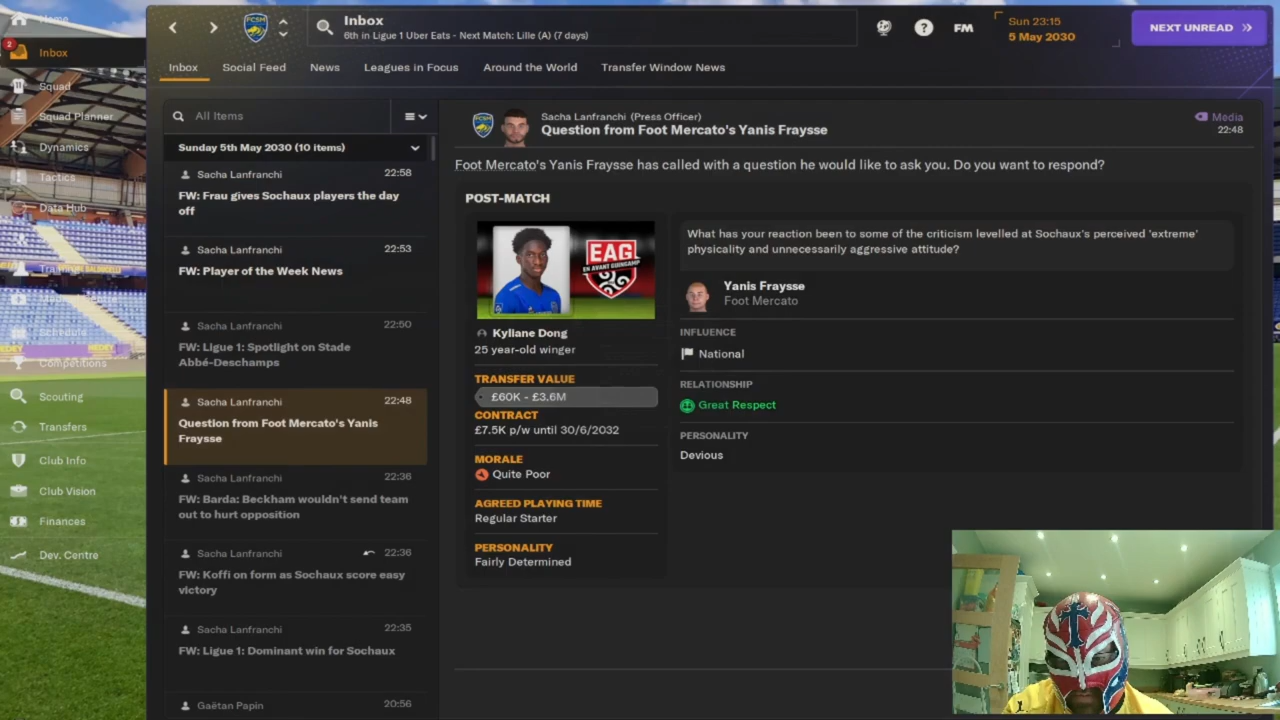 Home
FCSM
Inbox
6th in Ligue 1 Uber Eats - Next Match: Lille (A) (7 days)
?
FM
Sun 23:15
5 May 2030
NEXT UNREAD
2
Inbox
Squad
Squad Planner
Dynamics
Tactics
Data Hub
Schedule
Competitions
Scouting
Transfers
Club Info
Club Vision
Finances
Dev. Centre
Inbox
Social Feed
News
Leagues in Focus
Around the World
Transfer Window News
All Items
Sunday 5th May 2030 (10 items)
Sacha Lanfranchi 22:58
FW: Frau gives Sochaux players the day
off
Sacha Lanfranchi 22:53
FW: Player of the Week News
Sacha Lanfranchi 22:50
FW: Ligue 1: Spotlight on Stade
Abbé-Deschamps
Sacha Lanfranchi 22:48
Question from Foot Mercato's Yanis
Fraysse
Sacha Lanfranchi 22:36
FW: Barda: Beckham wouldn't send team
out to hurt opposition
Sacha Lanfranchi 22:36
FW: Koffi on form as Sochaux score easy
victory
Sacha Lanfranchi 22:35
FW: Ligue 1: Dominant win for Sochaux
Gaëtan Papin 20:56
Sacha Lanfranchi (Press Officer)
Question from Foot Mercato's Yanis Fraysse
Media
22:48
Foot Mercato's Yanis Fraysse has called with a question he would like to ask you. Do you want to respond?
POST-MATCH
EAG
EN AVANT GUINGAMP
Kyliane Dong
25 year-old winger
TRANSFER VALUE
£60K - £3.6M
CONTRACT
£7.5K p/w until 30/6/2032
MORALE
Quite Poor
AGREED PLAYING TIME
Regular Starter
PERSONALITY
Fairly Determined
What has your reaction been to some of the criticism levelled at Sochaux's perceived 'extreme'
physicality and unnecessarily aggressive attitude?
Yanis Fraysse
Foot Mercato
INFLUENCE
National
RELATIONSHIP
Great Respect
PERSONALITY
Devious